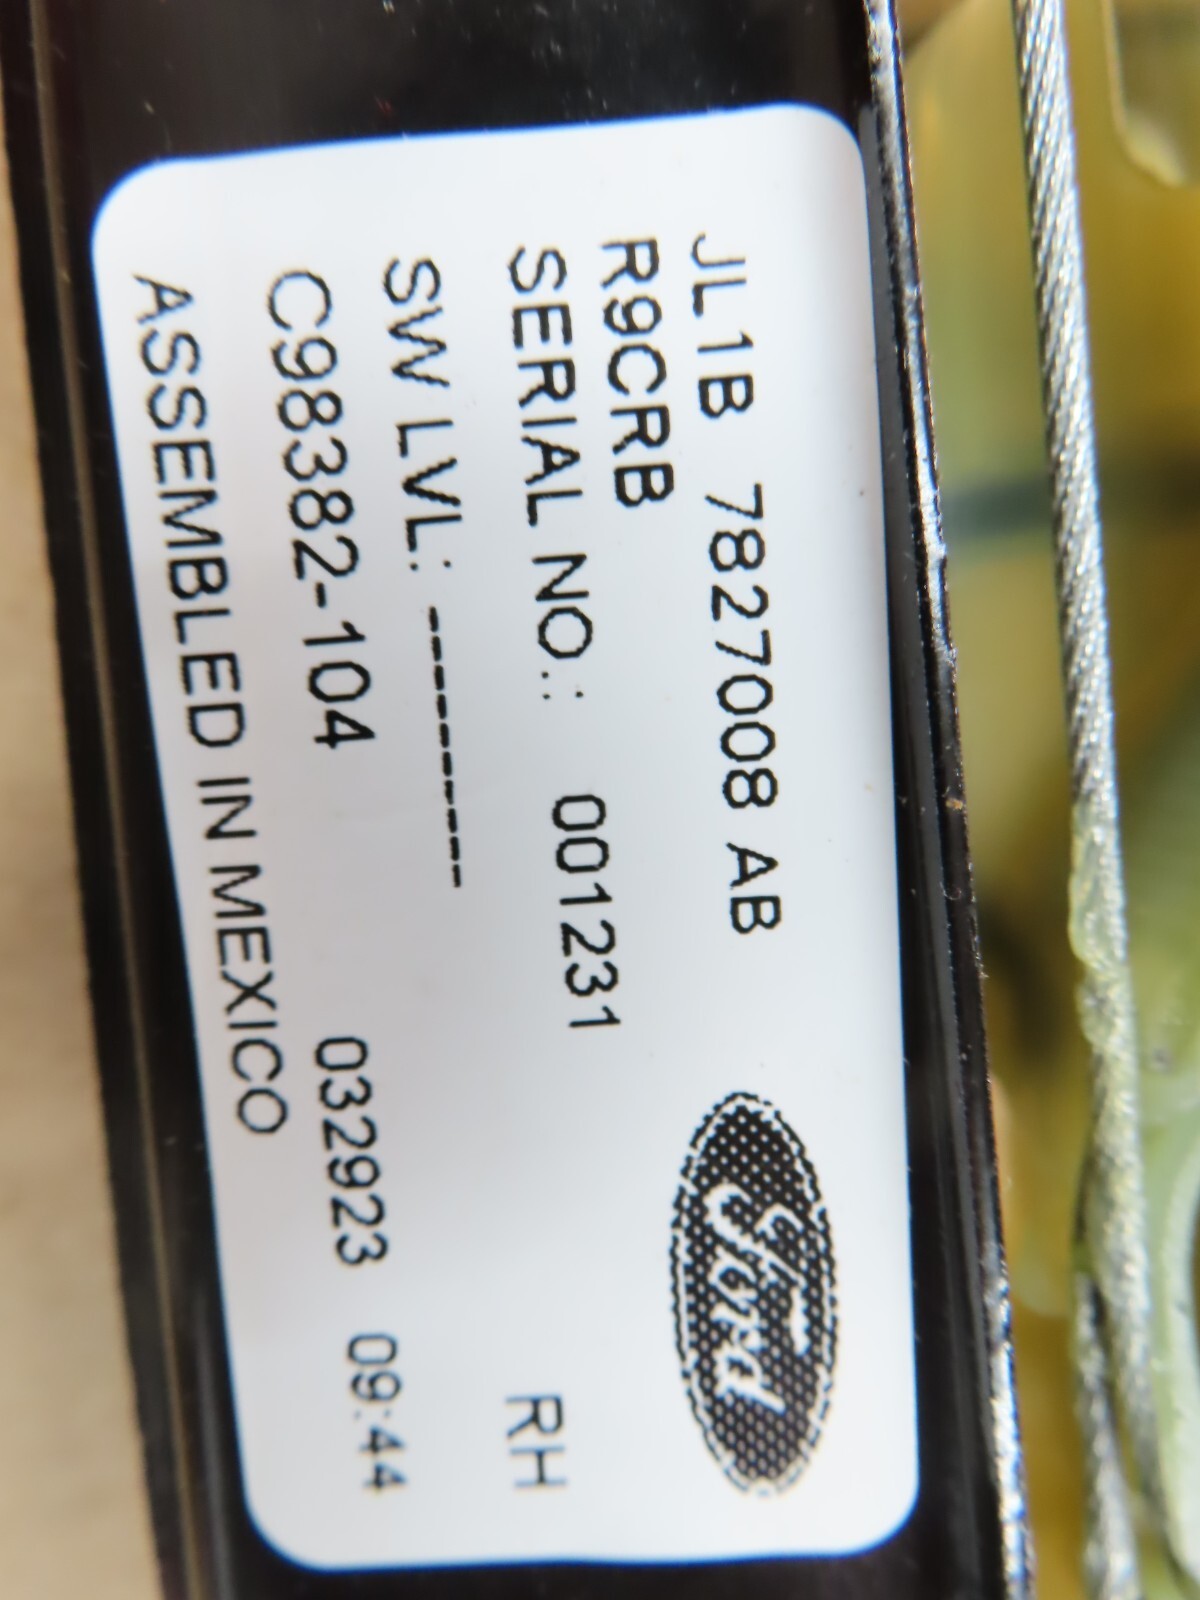 JL1B 7827008 AB
R9CRB
Ford
SERIAL NO.: 001231 RH
SW LVL: ----------
C98382-104 032923 09:44
ASSEMBLED IN MEXICO